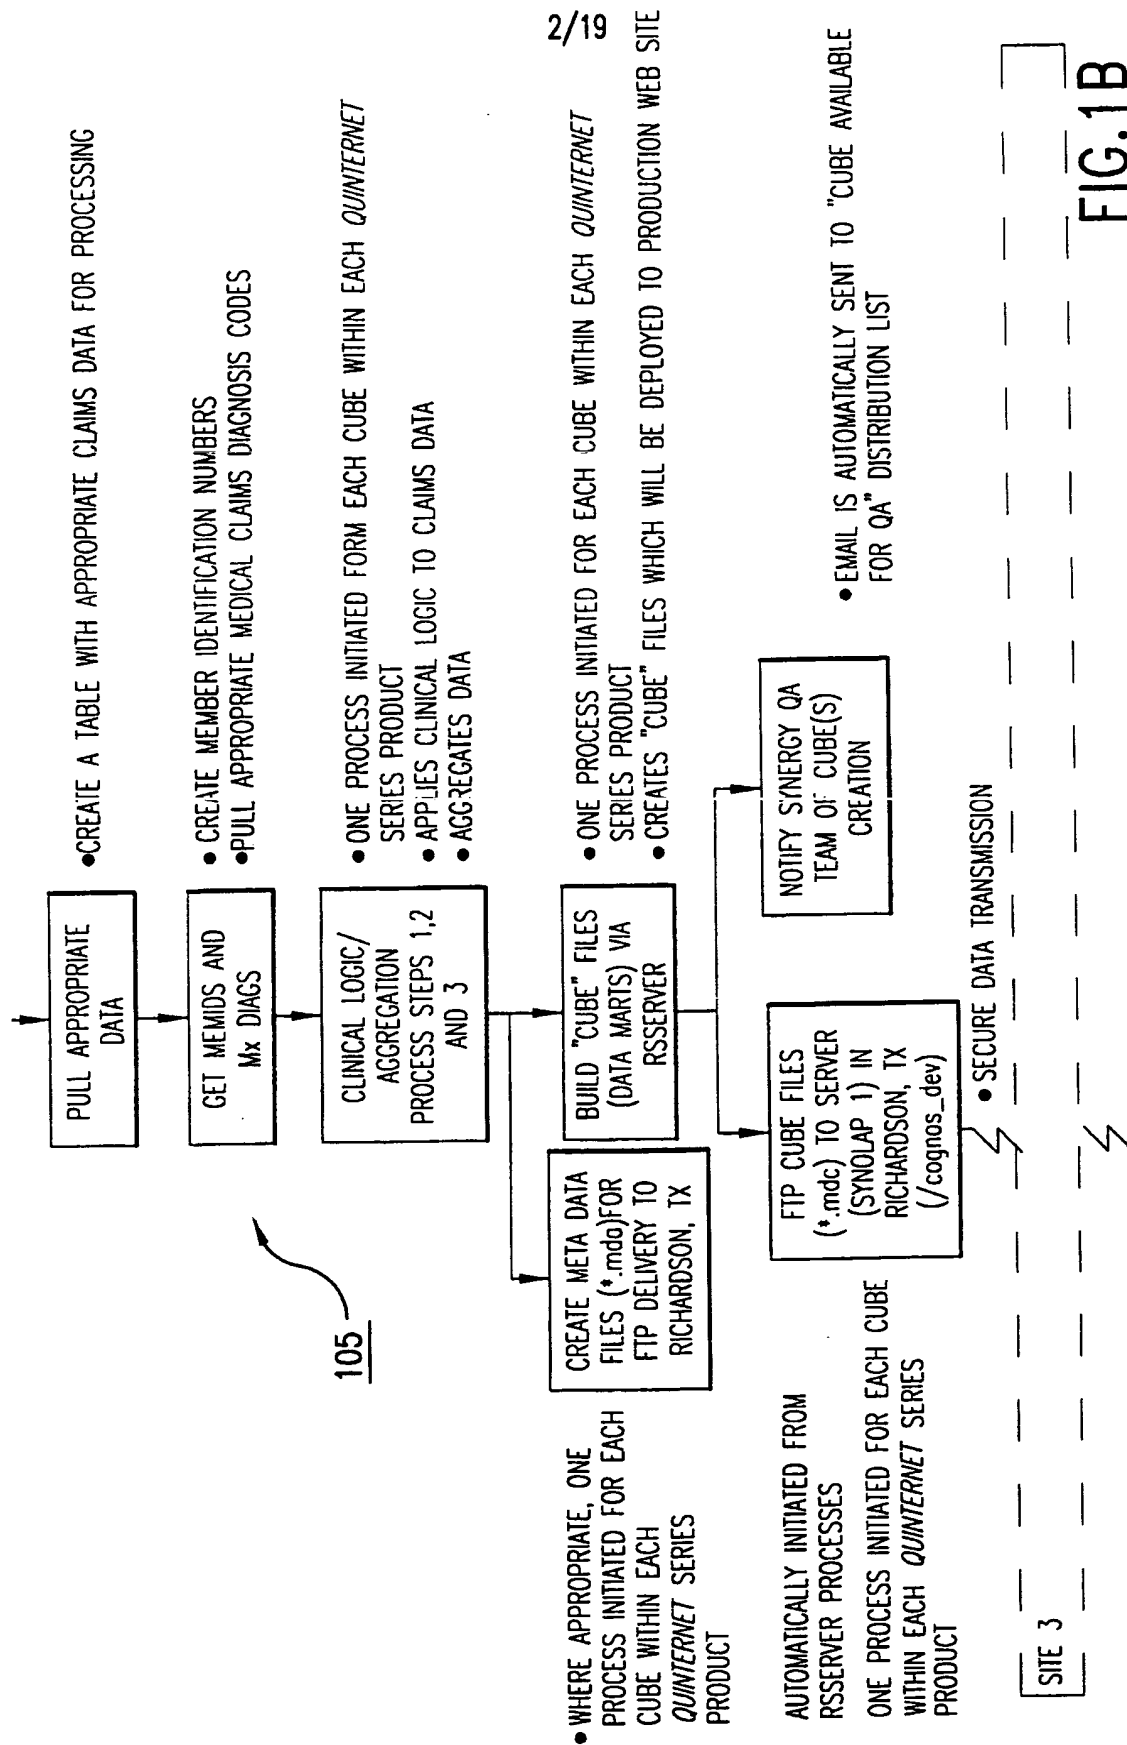 2/19
PULL APPROPRIATE
DATA
•CREATE A TABLE WITH APPROPRIATE CLAIMS DATA FOR PROCESSING
GET MEMIDS AND
Mx DIAGS
• CREATE MEMBER IDENTIFICATION NUMBERS
•PULL APPROPRIATE MEDICAL CLAIMS DIAGNOSIS CODES
105
CLINICAL LOGIC/
AGGREGATION
PROCESS STEPS 1,2
AND 3
• ONE PROCESS INITIATED FORM EACH CUBE WITHIN EACH QUINTERNET
SERIES PRODUCT
• APPLIES CLINICAL LOGIC TO CLAIMS DATA
• AGGREGATES DATA
• WHERE APPROPRIATE, ONE
PROCESS INITIATED FOR EACH
CUBE WITHIN EACH
QUINTERNET SERIES
PRODUCT
CREATE META DATA
FILES (*.mda)FOR
FTP DELIVERY TO
RICHARDSON, TX
BUILD "CUBE" FILES
(DATA MARTS) VIA
RSSERVER
• ONE PROCESS INITIATED FOR EACH CUBE WITHIN EACH QUINTERNET
SERIES PRODUCT
• CREATES "CUBE" FILES WHICH WILL BE DEPLOYED TO PRODUCTION WEB SITE
AUTOMATICALLY INITIATED FROM
RSSERVER PROCESSES
ONE PROCESS INITIATED FOR EACH CUBE
WITHIN EACH QUINTERNET SERIES
PRODUCT
FTP CUBE FILES
(*.mdc) TO SERVER
(SYNOLAP 1) IN
RICHARDSON, TX
(/cognos_dev)
NOTIFY SYNERGY QA
TEAM OF CUBE(S)
CREATION
• EMAIL IS AUTOMATICALLY SENT TO "CUBE AVAILABLE
FOR QA" DISTRIBUTION LIST
• SECURE DATA TRANSMISSION
SITE 3
FIG.1B